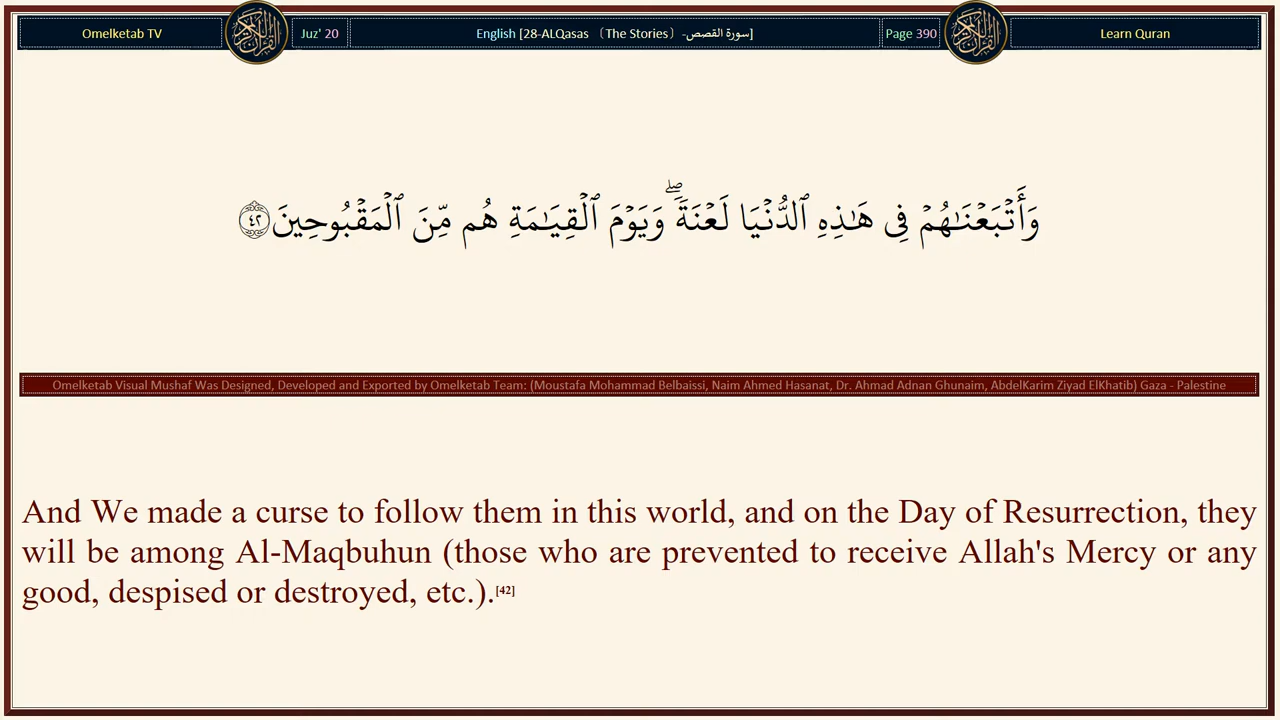 Omelketab TV
Juz' 20
English [28-ALQasas 〔The Stories〕-سورة القصص]
Page 390
Learn Quran
وَأَتْبَعْنَٰهُمْ فِى هَٰذِهِ ٱلدُّنْيَا لَعْنَةً ۖ وَيَوْمَ ٱلْقِيَٰمَةِ هُم مِّنَ ٱلْمَقْبُوحِينَ ٤٢
Omelketab Visual Mushaf Was Designed, Developed and Exported by Omelketab Team: (Moustafa Mohammad Belbaissi, Naim Ahmed Hasanat, Dr. Ahmad Adnan Ghunaim, AbdelKarim Ziyad ElKhatib) Gaza - Palestine
And We made a curse to follow them in this world, and on the Day of Resurrection, they
will be among Al-Maqbuhun (those who are prevented to receive Allah's Mercy or any
good, despised or destroyed, etc.).[42]